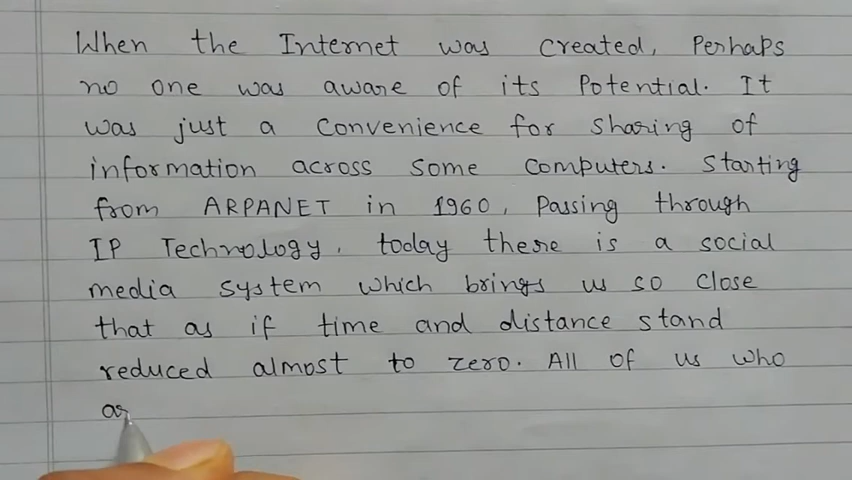 When the Internet was created, Perhaps
no one was aware of its Potential. It
was just a convenience for sharing of
information across some computers. Starting
from ARPANET in 1960, Passing through
IP Technology, today there is a social
media system which brings us so close
that as if time and distance stand
reduced almost to zero. All of us who